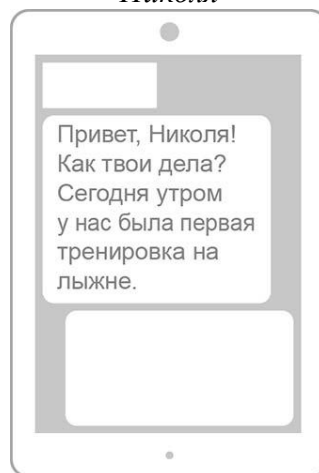 Привет, Николя!
Как твои дела?
Сегодня утром
у нас была первая
тренировка на
лыжне.